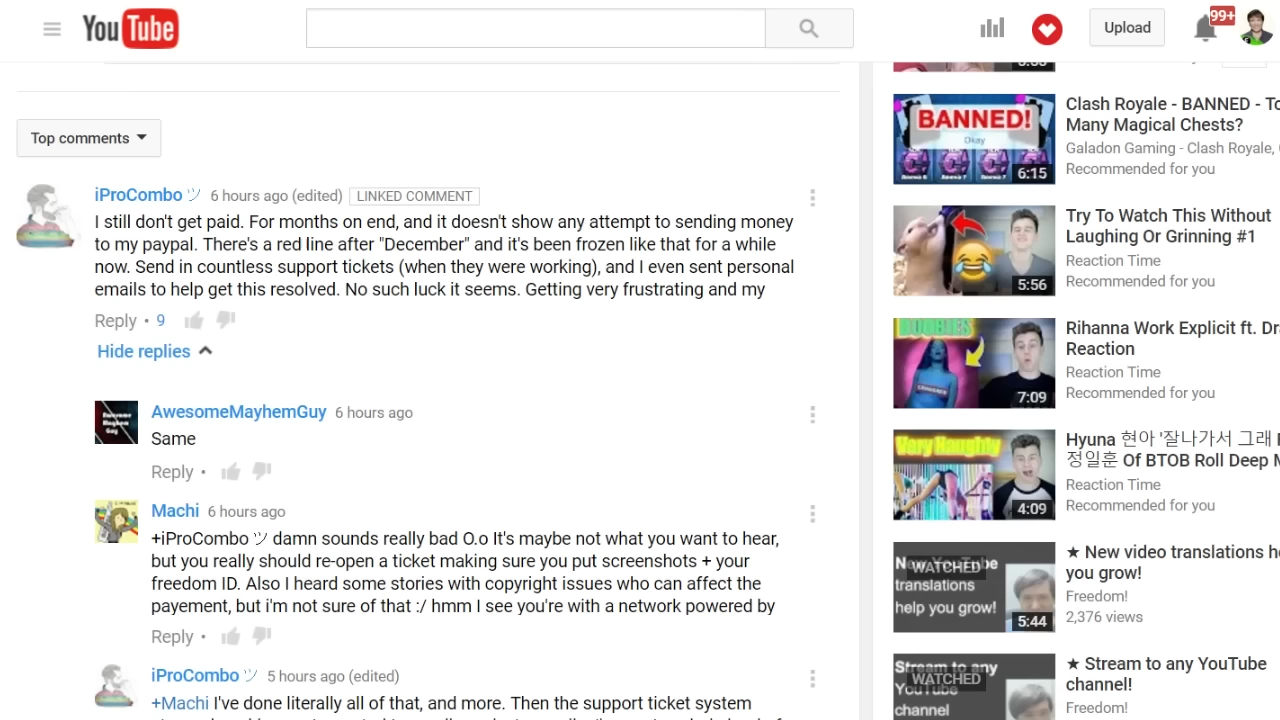 YouTube
Upload
99+
Top comments
iProCombo ツ 6 hours ago (edited) LINKED COMMENT
I still don't get paid. For months on end, and it doesn't show any attempt to sending money
to my paypal. There's a red line after "December" and it's been frozen like that for a while
now. Send in countless support tickets (when they were working), and I even sent personal
emails to help get this resolved. No such luck it seems. Getting very frustrating and my
Reply • 9
Hide replies
AwesomeMayhemGuy 6 hours ago
Same
Reply •
Machi 6 hours ago
+iProCombo ツ damn sounds really bad O.o It's maybe not what you want to hear,
but you really should re-open a ticket making sure you put screenshots + your
freedom ID. Also I heard some stories with copyright issues who can affect the
payement, but i'm not sure of that :/ hmm I see you're with a network powered by
Reply •
iProCombo ツ 5 hours ago (edited)
+Machi I've done literally all of that, and more. Then the support ticket system
BANNED!
Okay
6:15
Clash Royale - BANNED - To
Many Magical Chests?
Galadon Gaming - Clash Royale,
Recommended for you
5:56
Try To Watch This Without
Laughing Or Grinning #1
Reaction Time
Recommended for you
BOOBIES
CENSORED
7:09
Rihanna Work Explicit ft. Dr
Reaction
Reaction Time
Recommended for you
Very Naughty
4:09
Hyuna 현아 '잘나가서 그래
정일훈 Of BTOB Roll Deep M
Reaction Time
Recommended for you
New YouTube
WATCHED
translations
help you grow!
5:44
★ New video translations he
you grow!
Freedom!
2,376 views
Stream to any
WATCHED
YouTube
channel
★ Stream to any YouTube
channel!
Freedom!